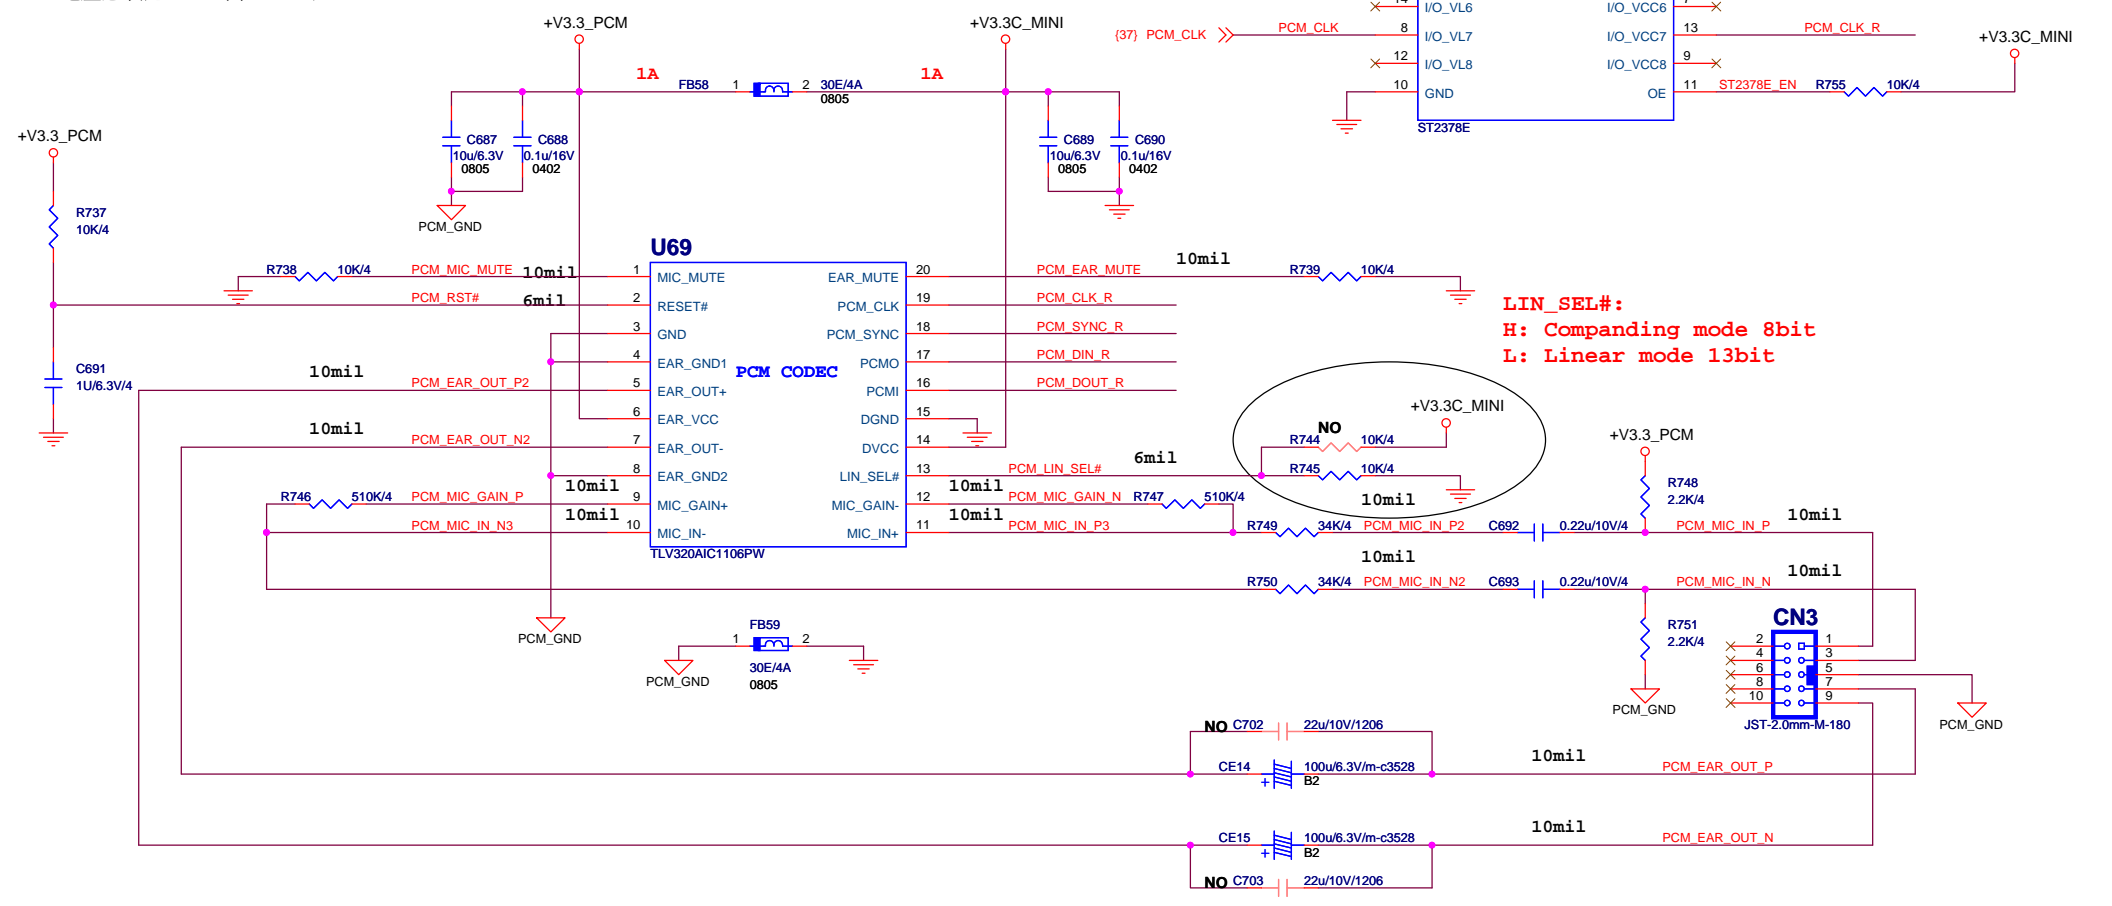 +V3.3_PCM
+V3.3C_MINI
1A
FB58
1
2
30E/4A
0805
1A
C687
10u/6.3V
0805
C688
0.1u/16V
0402
PCM_GND
C689
10u/6.3V
0805
C690
0.1u/16V
0402
{37} PCM_CLK
PCM_CLK
I/O_VL6
I/O_VCC6
8
I/O_VL7
I/O_VCC7
13
PCM_CLK_R
12
I/O_VL8
I/O_VCC8
9
10
GND
OE
11
ST2378E_EN
R755
10K/4
+V3.3C_MINI
ST2378E
+V3.3_PCM
R737
10K/4
C691
1U/6.3V/4
U69
PCM CODEC
TLV320AIC1106PW
R738
10K/4
PCM_MIC_MUTE
10mil
1
MIC_MUTE
PCM_RST#
6mil
2
RESET#
3
GND
4
EAR_GND1
10mil
PCM_EAR_OUT_P2
5
EAR_OUT+
6
EAR_VCC
10mil
PCM_EAR_OUT_N2
7
EAR_OUT-
8
EAR_GND2
R746
510K/4
PCM_MIC_GAIN_P
10mil
9
MIC_GAIN+
PCM_MIC_IN_N3
10mil
10
MIC_IN-
EAR_MUTE
20
PCM_EAR_MUTE
10mil
R739
10K/4
PCM_CLK
19
PCM_CLK_R
PCM_SYNC
18
PCM_SYNC_R
PCMO
17
PCM_DIN_R
PCMI
16
PCM_DOUT_R
DGND
15
DVCC
14
LIN_SEL#
13
PCM_LIN_SEL#
6mil
MIC_GAIN-
12
10mil
PCM_MIC_GAIN_N
R747
510K/4
MIC_IN+
11
10mil
PCM_MIC_IN_P3
LIN_SEL#:
H: Companding mode 8bit
L: Linear mode 13bit
+V3.3C_MINI
NO
R744
10K/4
R745
10K/4
10mil
R749
34K/4
PCM_MIC_IN_P2
C692
0.22u/10V/4
PCM_MIC_IN_P
10mil
+V3.3_PCM
R748
2.2K/4
10mil
R750
34K/4
PCM_MIC_IN_N2
C693
0.22u/10V/4
PCM_MIC_IN_N
10mil
R751
2.2K/4
PCM_GND
PCM_GND
FB59
1
2
30E/4A
0805
PCM_GND
CN3
2
1
4
3
6
5
8
7
10
9
JST-2.0mm-M-180
PCM_GND
NO
C702
22u/10V/1206
CE14
+
100u/6.3V/m-c3528
B2
10mil
PCM_EAR_OUT_P
CE15
+
100u/6.3V/m-c3528
B2
10mil
PCM_EAR_OUT_N
NO
C703
22u/10V/1206